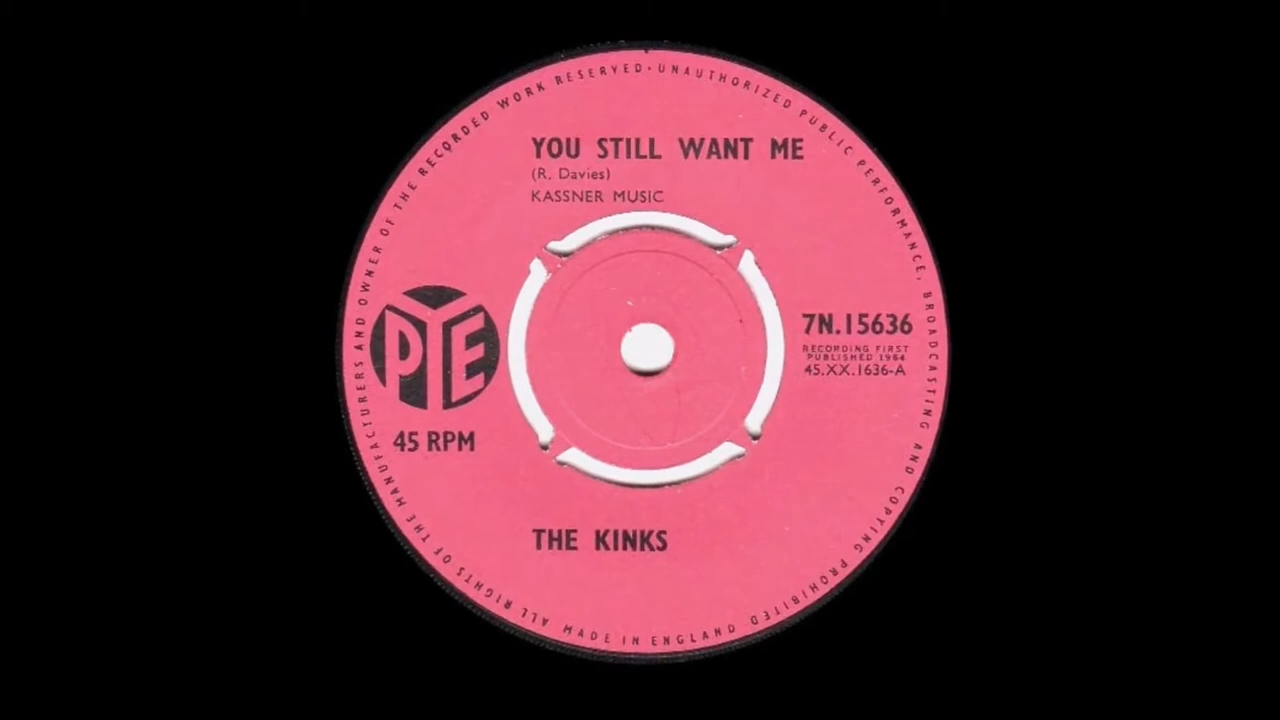 ALL RIGHTS OF THE MANUFACTURERS AND OWNER OF THE RECORDED WORK RESERVED · UNAUTHORIZED PUBLIC PERFORMANCE, BROADCASTING AND COPYING PROHIBITED
YOU STILL WANT ME
(R. Davies)
KASSNER MUSIC
PYE
45 RPM
7N.15636
RECORDING FIRST
PUBLISHED 1964
45.XX.1636-A
THE KINKS
MADE IN ENGLAND